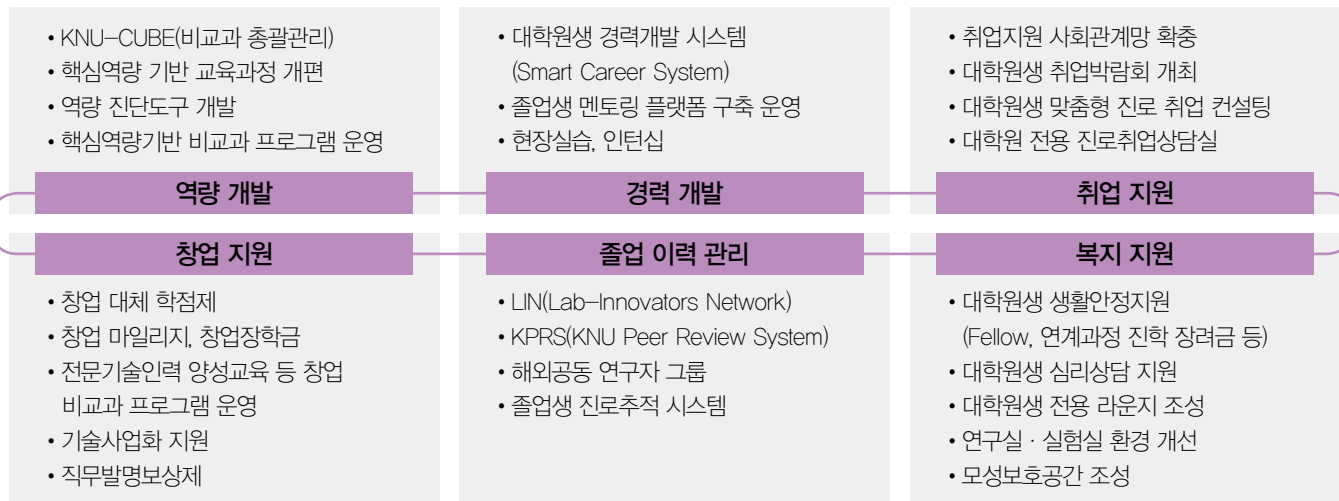 • KNU-CUBE(비교과 총괄관리)
• 핵심역량 기반 교육과정 개편
• 역량 진단도구 개발
• 핵심역량기반 비교과 프로그램 운영
역량 개발
• 대학원생 경력개발 시스템
(Smart Career System)
• 졸업생 멘토링 플랫폼 구축 운영
• 현장실습, 인턴십
경력 개발
• 취업지원 사회관계망 확충
• 대학원생 취업박람회 개최
• 대학원생 맞춤형 진로 취업 컨설팅
• 대학원 전용 진로취업상담실
취업 지원
창업 지원
• 창업 대체 학점제
• 창업 마일리지, 창업장학금
• 전문기술인력 양성교육 등 창업
비교과 프로그램 운영
• 기술사업화 지원
• 직무발명보상제
졸업 이력 관리
• LIN(Lab-Innovators Network)
• KPRS(KNU Peer Review System)
• 해외공동 연구자 그룹
• 졸업생 진로추적 시스템
복지 지원
• 대학원생 생활안정지원
(Fellow, 연계과정 진학 장려금 등)
• 대학원생 심리상담 지원
• 대학원생 전용 라운지 조성
• 연구실 · 실험실 환경 개선
• 모성보호공간 조성